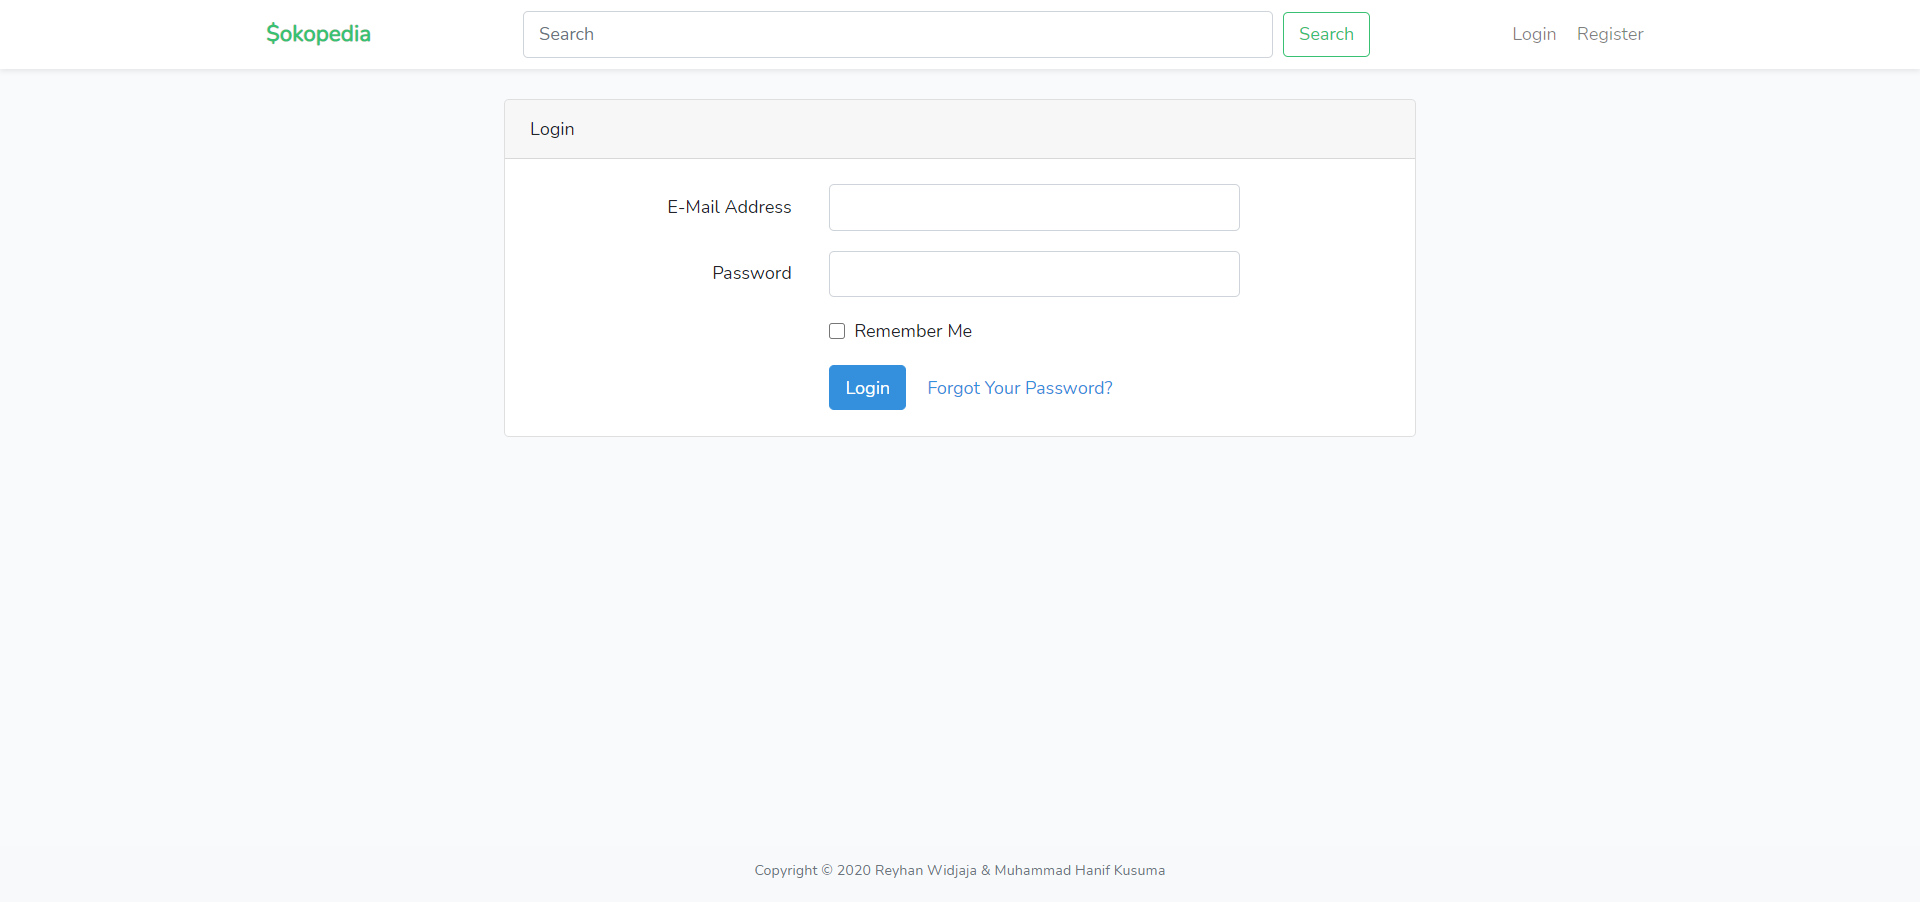 $okopedia
Search
Search
Login
Register
Login
E-Mail Address
Password
Remember Me
Login
Forgot Your Password?
Copyright © 2020 Reyhan Widjaja & Muhammad Hanif Kusuma